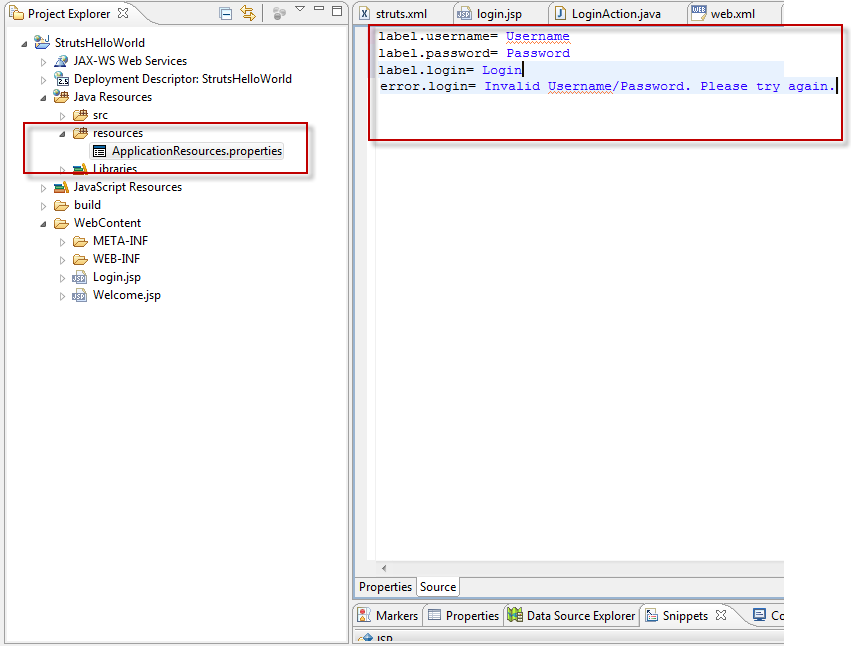 Project Explorer
StrutsHelloWorld
JAX-WS Web Services
Deployment Descriptor: StrutsHelloWorld
Java Resources
src
resources
ApplicationResources.properties
Libraries
JavaScript Resources
build
WebContent
META-INF
WEB-INF
Login.jsp
Welcome.jsp
struts.xml login.jsp LoginAction.java web.xml
label.username= Username
label.password= Password
label.login= Login
error.login= Invalid Username/Password. Please try again.
Properties Source
Markers Properties Data Source Explorer Snippets Co
JSP